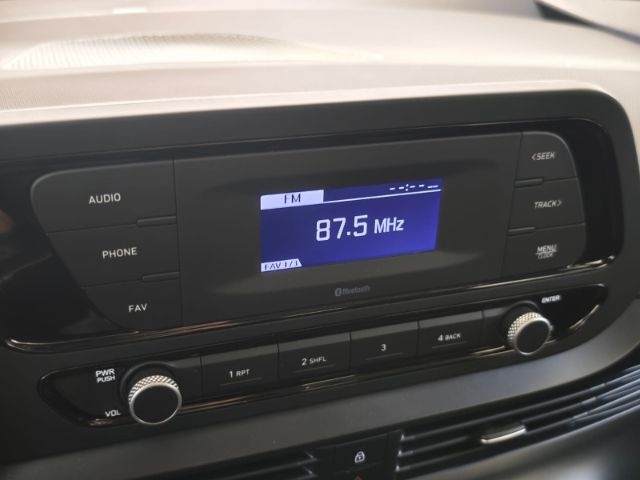 AUDIO
PHONE
FAV
FM
--:-- --
87.5 MHz
FAV 1/1
Bluetooth
<SEEK
TRACK>
MENU
CLOCK
PWR
PUSH
VOL
1 RPT
2 SHFL
3
4 BACK
ENTER